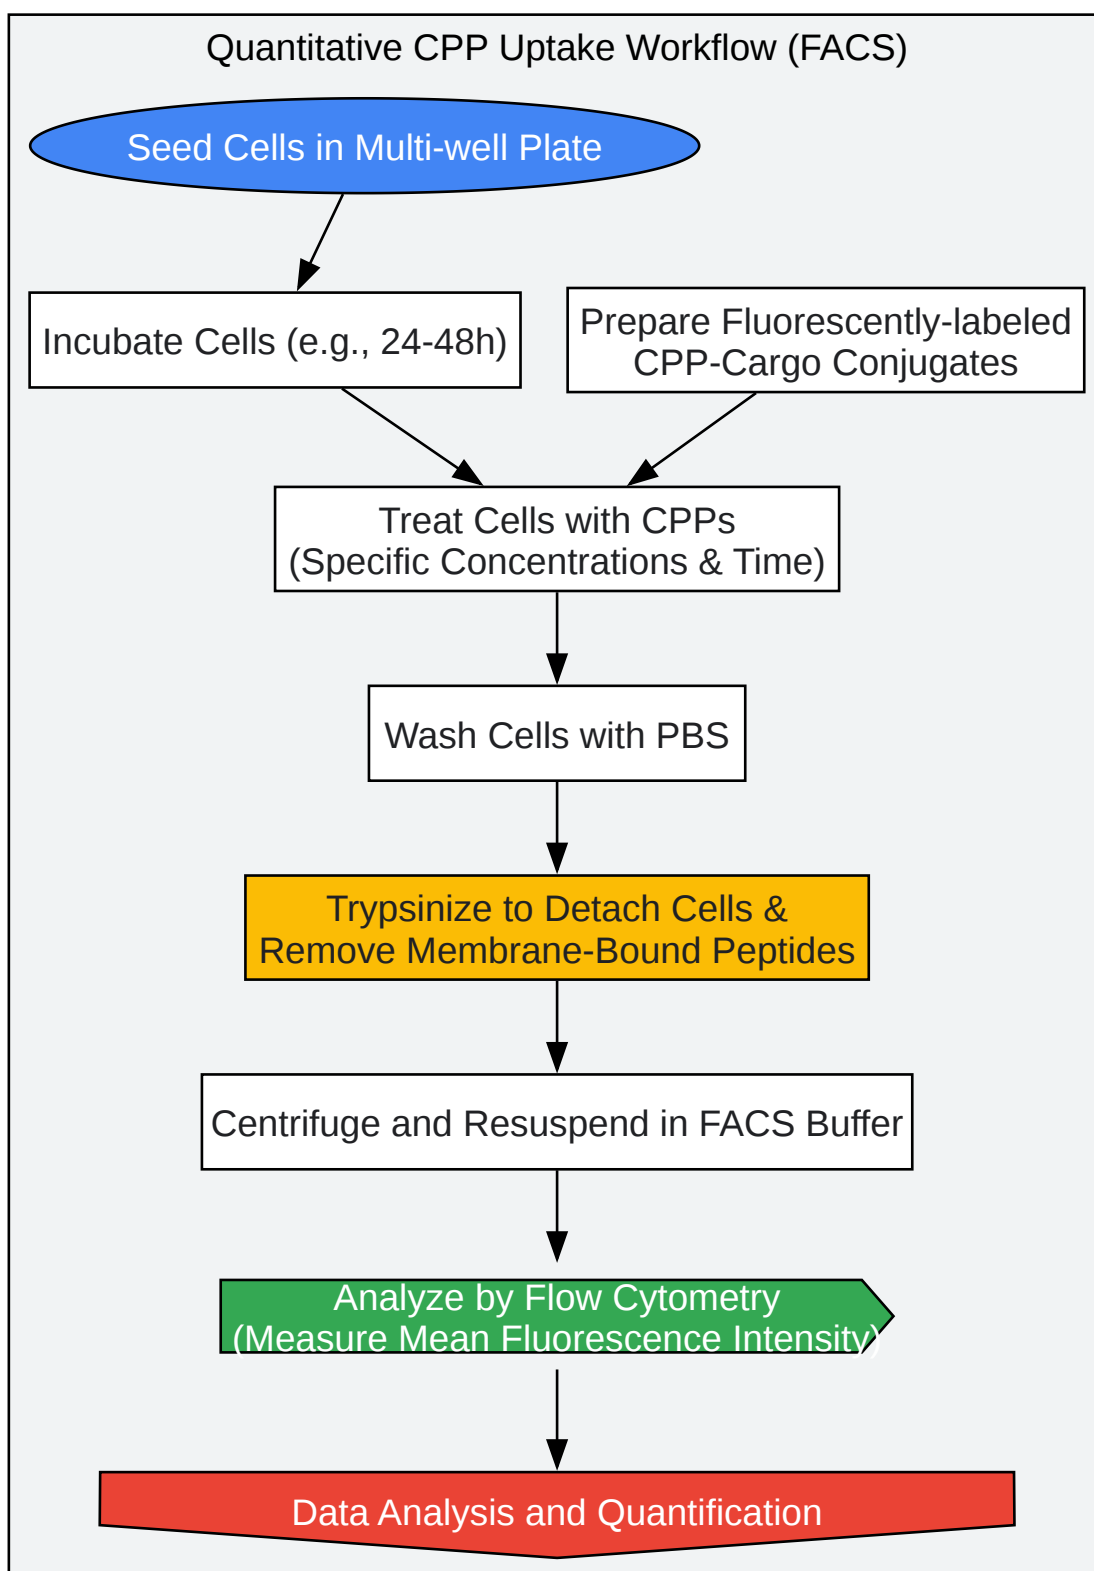 Quantitative CPP Uptake Workflow (FACS)
Seed Cells in Multi-well Plate
Incubate Cells (e.g., 24-48h)
Prepare Fluorescently-labeled
CPP-Cargo Conjugates
Treat Cells with CPPs
(Specific Concentrations & Time)
Wash Cells with PBS
Trypsinize to Detach Cells &
Remove Membrane-Bound Peptides
Centrifuge and Resuspend in FACS Buffer
Analyze by Flow Cytometry
(Measure Mean Fluorescence Intensity)
Data Analysis and Quantification